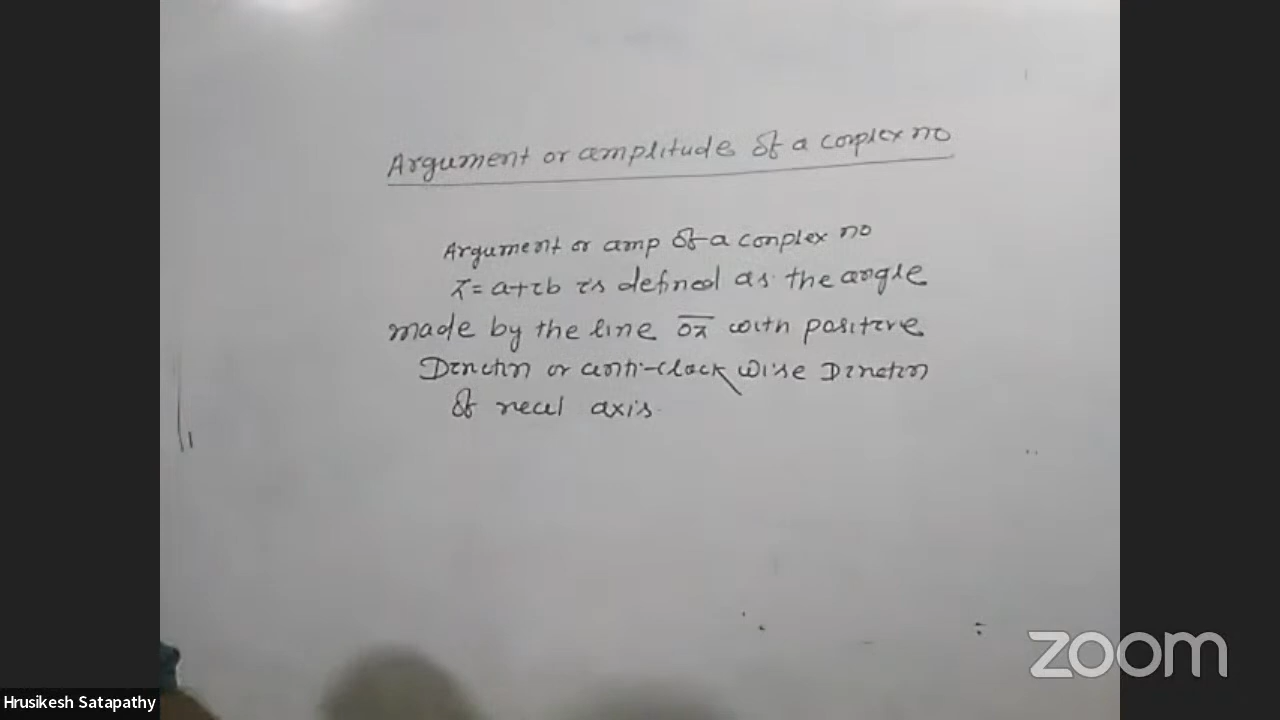 Argument or amplitude of a complex no
Argument or amp of a complex no
z = a+ib is defined as the angle
made by the line oz with positive
Direction or anti-clock wise Direction
of real axis.
zoom
Hrusikesh Satapathy